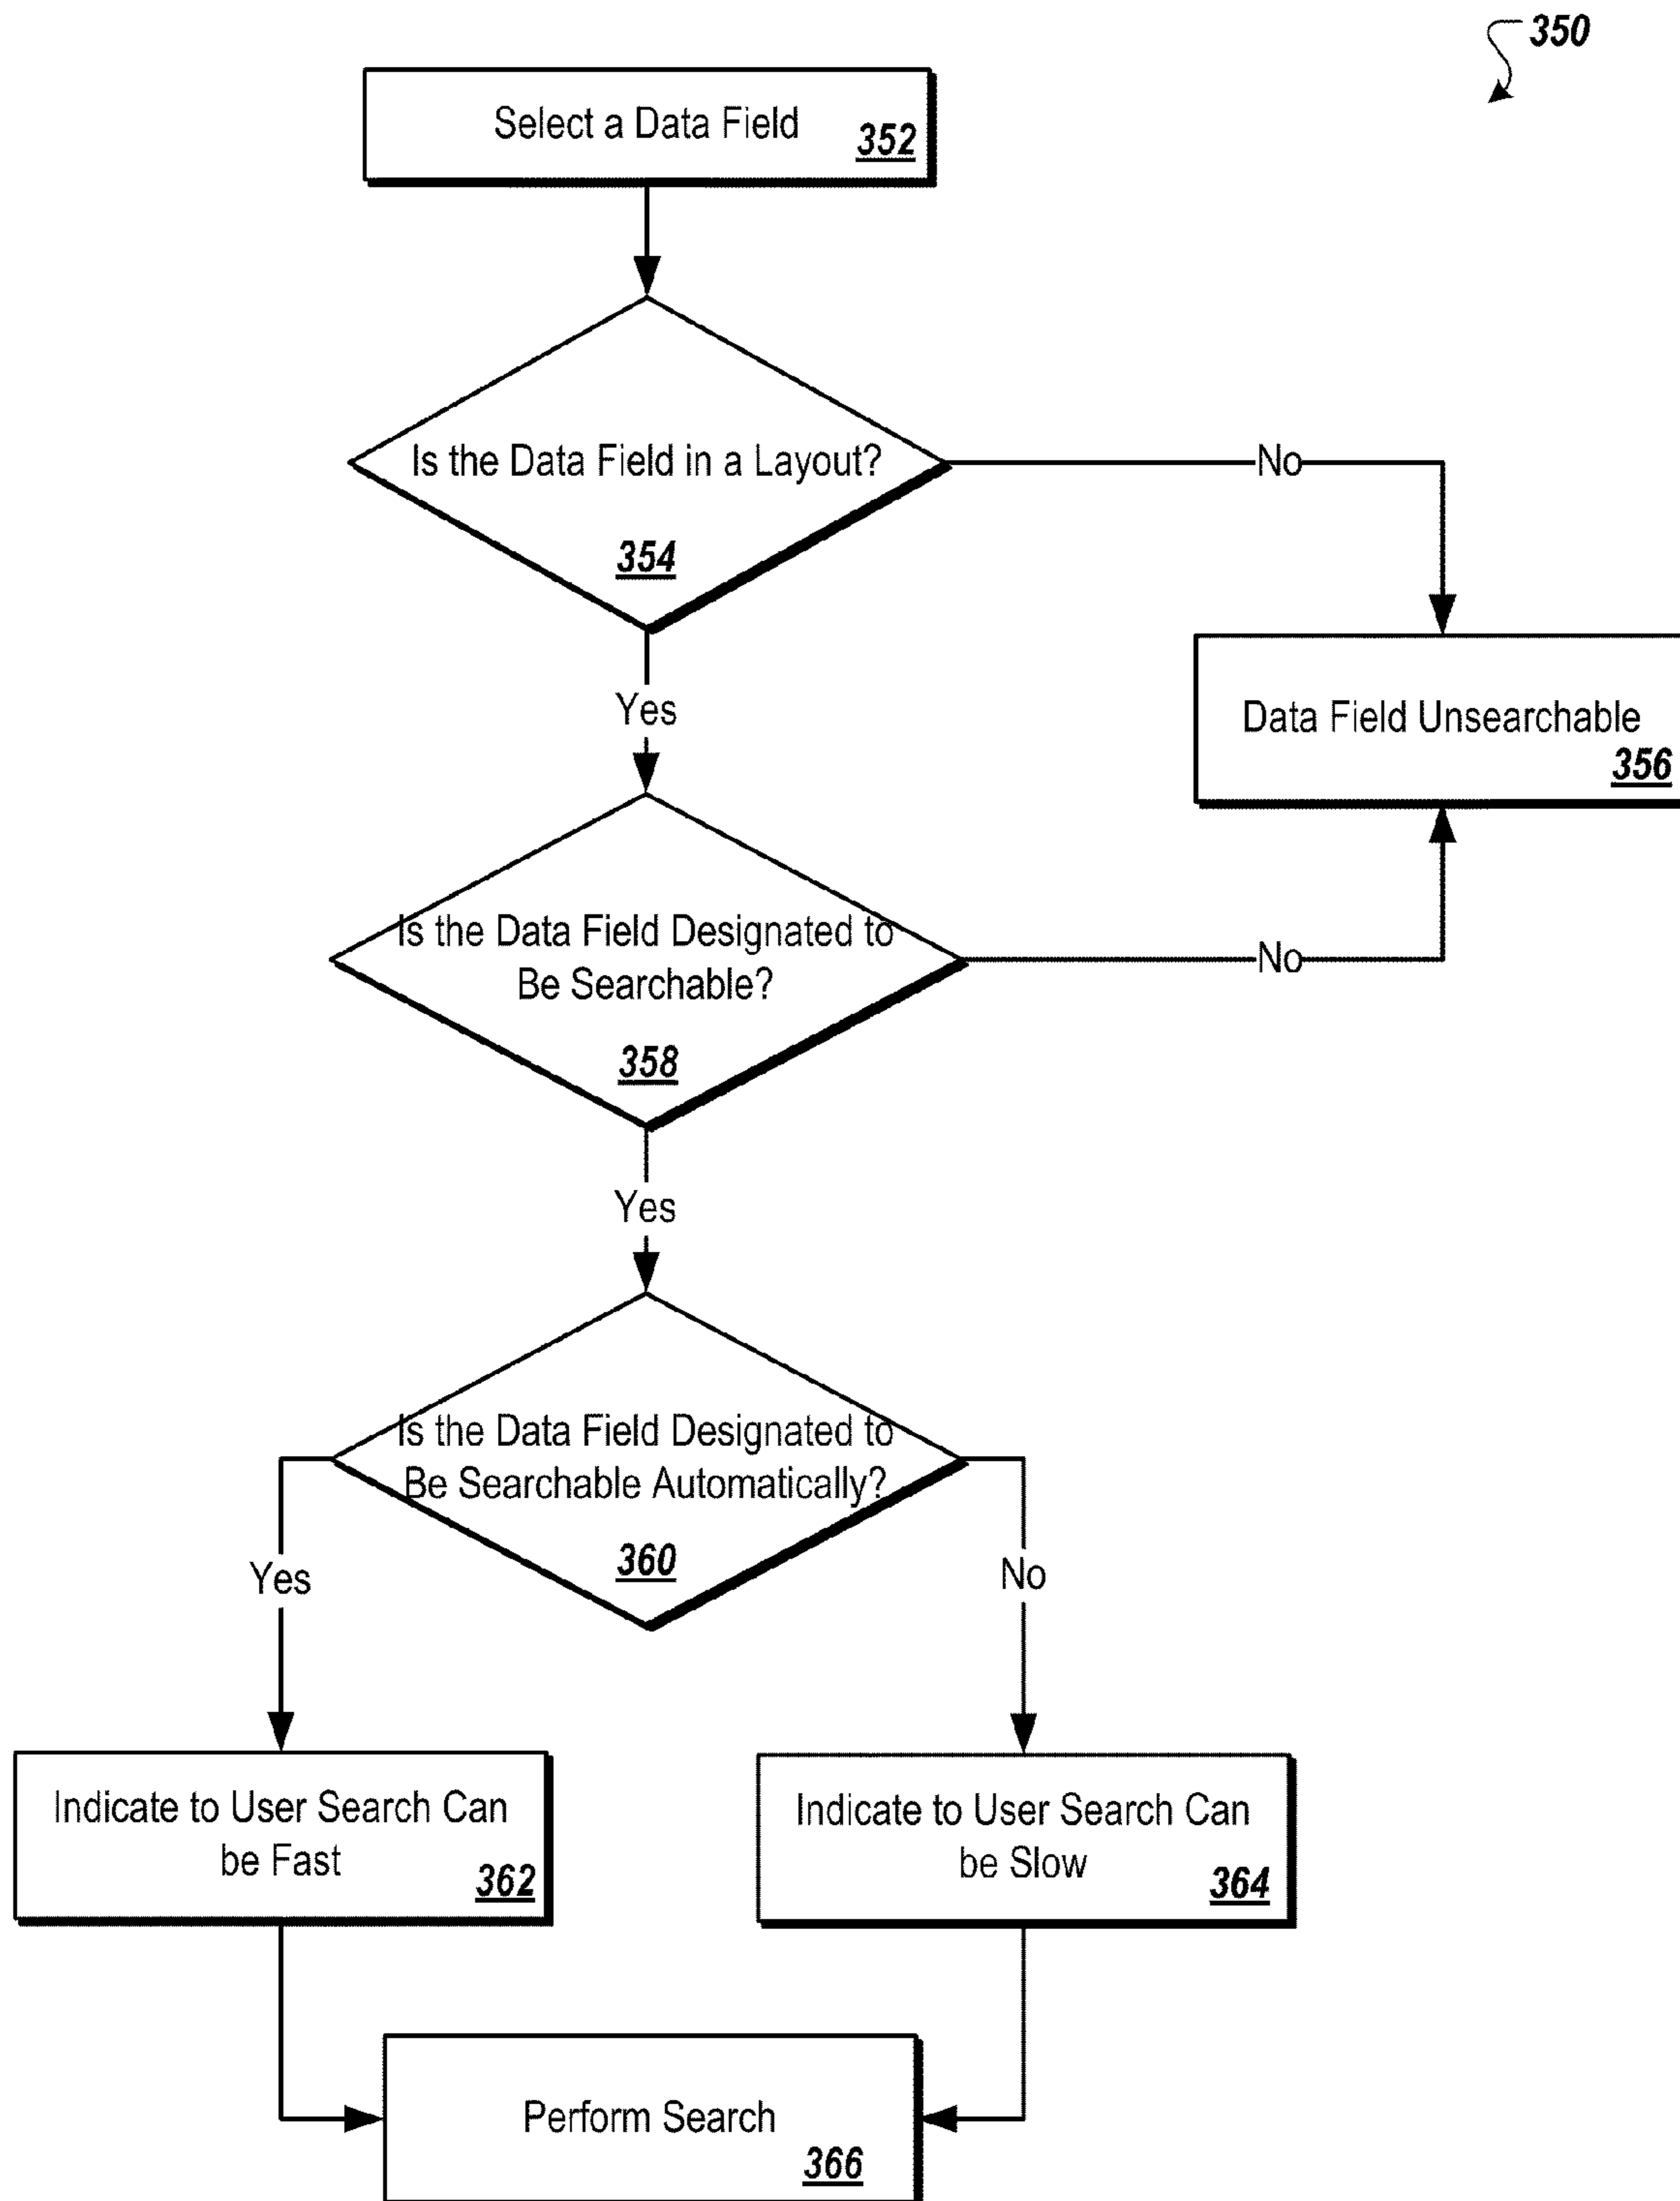 350
Select a Data Field
352
Is the Data Field in a Layout?
354
No
Yes
Data Field Unsearchable
356
Is the Data Field Designated to
Be Searchable?
358
No
Yes
Is the Data Field Designated to
Be Searchable Automatically?
360
Yes
No
Indicate to User Search Can
be Fast
362
Indicate to User Search Can
be Slow
364
Perform Search
366